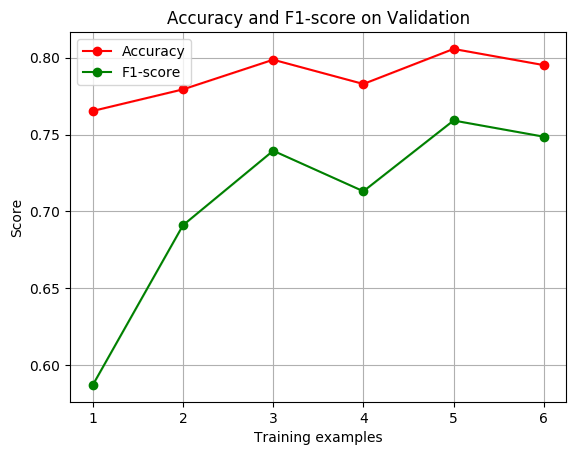 Accuracy and F1-score on Validation
Accuracy
F1-score
0.80
0.75
0.70
0.65
0.60
Score
1 2 3 4 5 6
Training examples